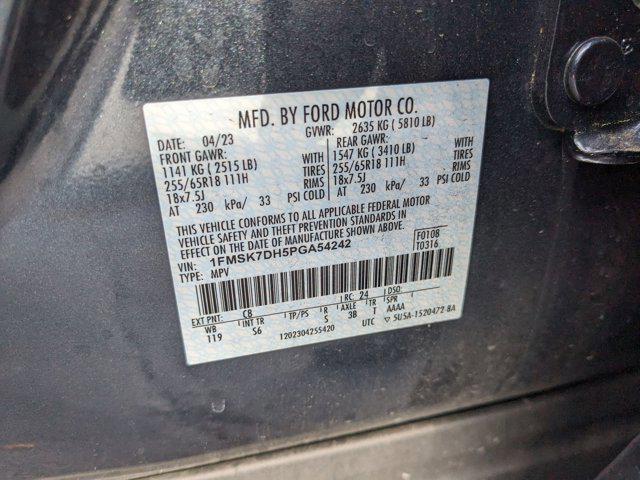 MFD. BY FORD MOTOR CO.
DATE: 04/23 GVWR: 2635 KG ( 5810 LB)
FRONT GAWR: REAR GAWR:
1141 KG ( 2515 LB) WITH 1547 KG ( 3410 LB) WITH
255/65R18 111H TIRES 255/65R18 111H TIRES
18x7.5J RIMS 18x7.5J RIMS
AT 230 kPa/ 33 PSI COLD AT 230 kPa/ 33 PSI COLD
THIS VEHICLE CONFORMS TO ALL APPLICABLE FEDERAL MOTOR
VEHICLE SAFETY AND THEFT PREVENTION STANDARDS IN
EFFECT ON THE DATE OF MANUFACTURE SHOWN ABOVE.
VIN: 1FMSK7DH5PGA54242 F0108
TYPE: MPV T0316
EXT PNT: C8 RC: 24 DSO:
WB INT TR TP/PS R AXLE TR SPR
119 S6 S 3B T AAAA
1202304255420 UTC ▽ 5U5A-1520472-BA